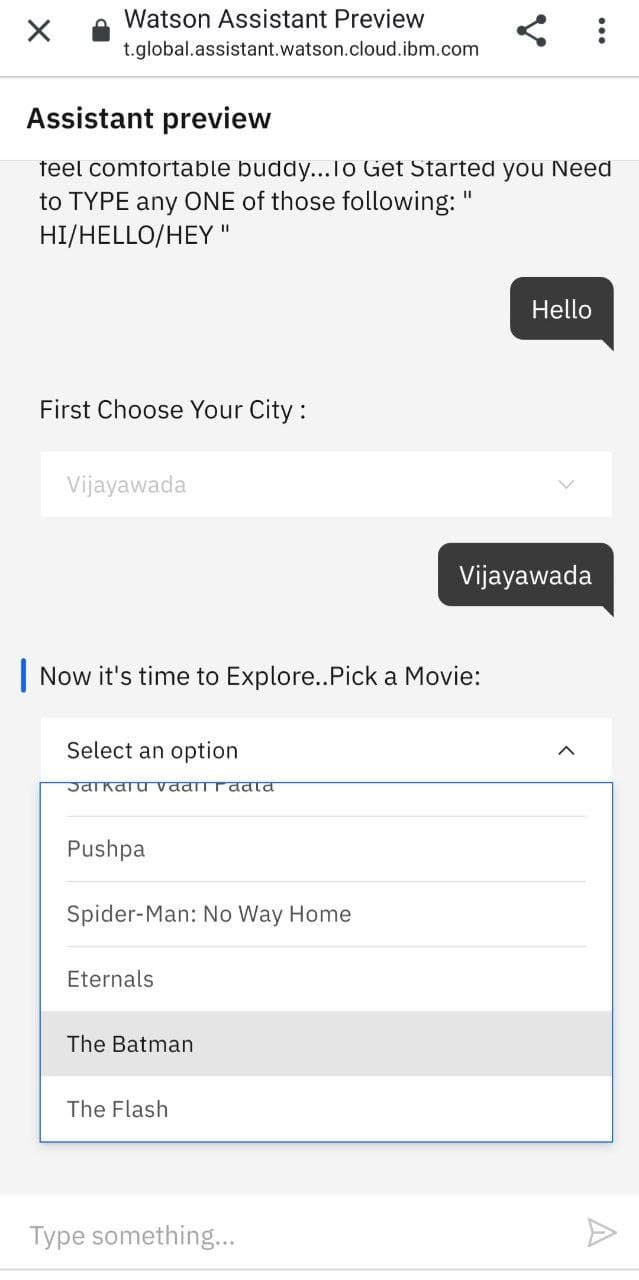 Watson Assistant Preview
t.global.assistant.watson.cloud.ibm.com
Assistant preview
feel comfortable buddy...To Get Started you Need
to TYPE any ONE of those following: "
HI/HELLO/HEY "
Hello
First Choose Your City :
Vijayawada
Vijayawada
Now it's time to Explore..Pick a Movie:
Select an option
Sarkaru Vaari Paata
Pushpa
Spider-Man: No Way Home
Eternals
The Batman
The Flash
Type something...